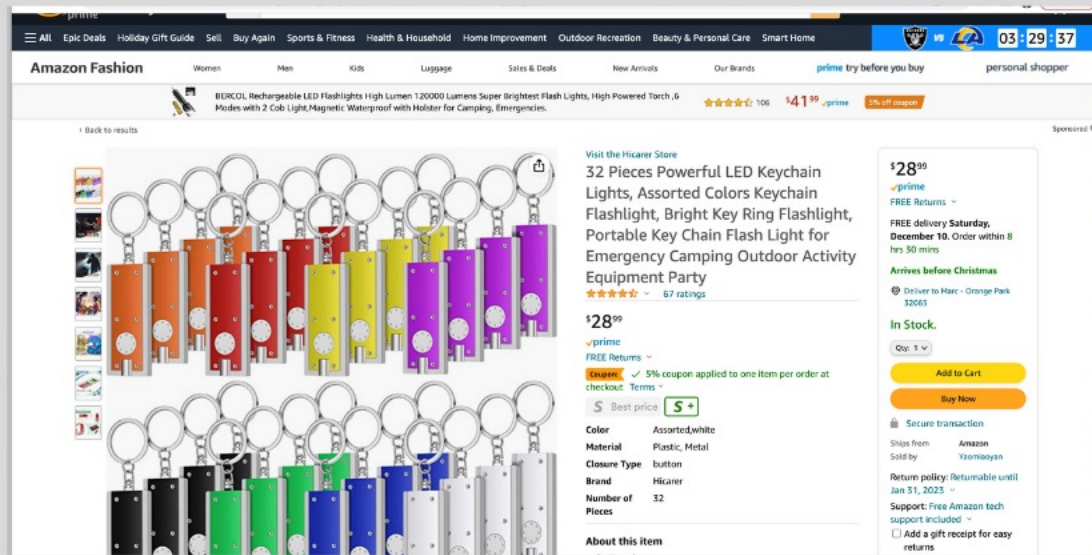 prime
All Epic Deals Holiday Gift Guide Sell Buy Again Sports & Fitness Health & Household Home Improvement Outdoor Recreation Beauty & Personal Care Smart Home
VS 03:29:37
Amazon Fashion Women Men Kids Luggage Sales & Deals New Arrivals Our Brands prime try before you buy personal shopper
BERCOL Rechargeable LED Flashlights High Lumen 120000 Lumens Super Brightest Flash Lights, High Powered Torch ,6
Modes with 2 Cob Light,Magnetic Waterproof with Holster for Camping, Emergencies.
106 $41.99 prime 5% off coupon
‹ Back to results
Sponsored
Visit the Hicarer Store
32 Pieces Powerful LED Keychain
Lights, Assorted Colors Keychain
Flashlight, Bright Key Ring Flashlight,
Portable Key Chain Flash Light for
Emergency Camping Outdoor Activity
Equipment Party
67 ratings
$28.99
prime
FREE Returns
Coupon: 5% coupon applied to one item per order at
checkout Terms
S Best price S +
Color Assorted,white
Material Plastic, Metal
Closure Type button
Brand Hicarer
Number of 32
Pieces
About this item
$28.99
prime
FREE Returns
FREE delivery Saturday,
December 10. Order within 8
hrs 30 mins
Arrives before Christmas
Deliver to Marc - Orange Park
32065
In Stock.
Qty: 1
Add to Cart
Buy Now
Secure transaction
Ships from Amazon
Sold by Yaomiaoyan
Return policy: Returnable until
Jan 31, 2023
Support: Free Amazon tech
support included
Add a gift receipt for easy
returns